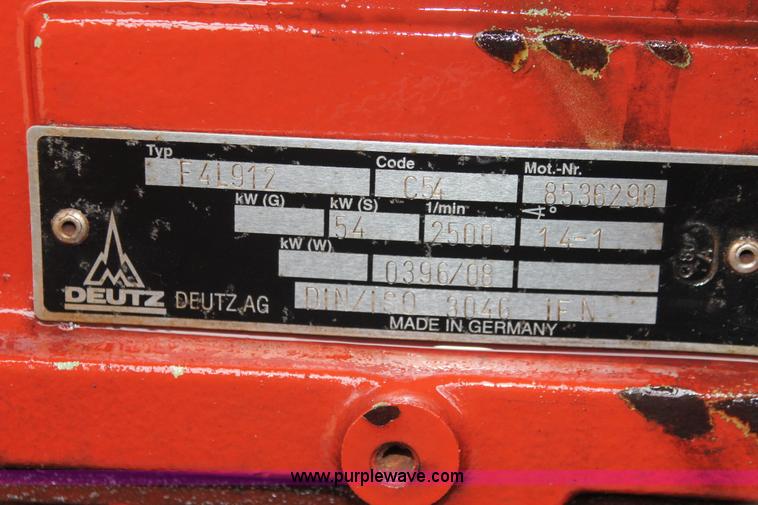 Typ Code Mot.-Nr.
F4L912 C54 8536290
kW (G) kW (S) 1/min °
54 2500 14-1
kW (W)
0396/08
DEUTZ DEUTZ AG DIN/ISO 3046 IFN
MADE IN GERMANY
www.purplewave.com